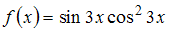 f(x) = sin 3x cos² 3x